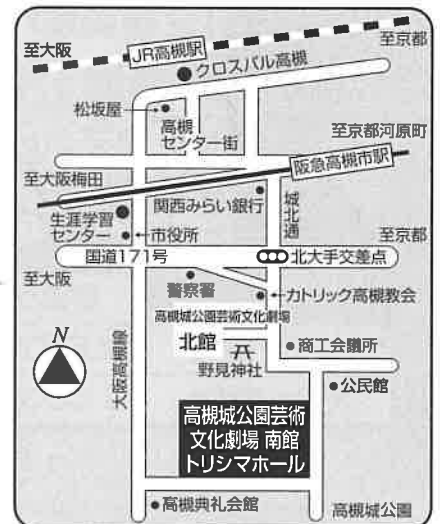 至大阪
JR高槻駅
至京都
クロスパル高槻
松坂屋
高槻
センター街
至京都河原町
阪急高槻市駅
至大阪梅田
関西みらい銀行
城北通
生涯学習
センター
市役所
至京都
国道171号
北大手交差点
至大阪
警察署
カトリック高槻教会
高槻城公園芸術文化劇場
北館
商工会議所
野見神社
N
大阪高槻線
公民館
高槻城公園芸術
文化劇場 南館
トリシマホール
高槻典礼会館
高槻城公園